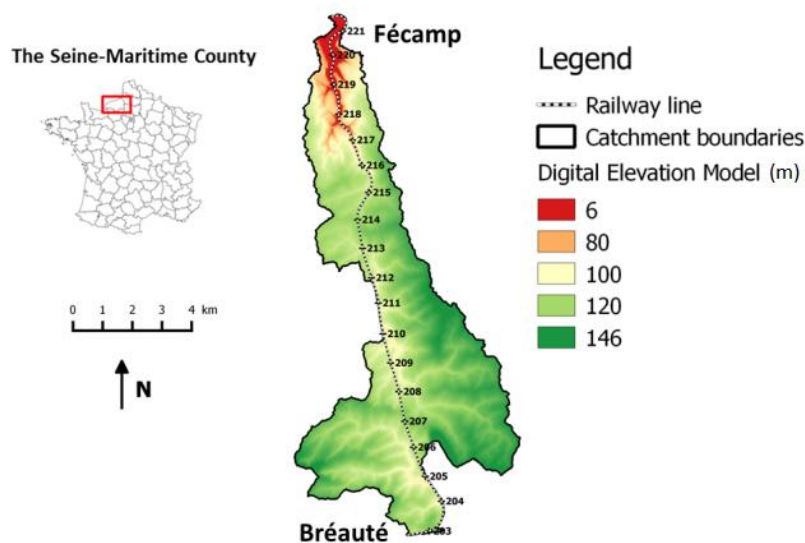 The Seine-Maritime County
Fécamp
221
220
219
218
217
216
215
214
213
212
211
210
209
208
207
206
205
204
203
Bréauté
0 1 2 3 4 km
N
Legend
Railway line
Catchment boundaries
Digital Elevation Model (m)
6
80
100
120
146